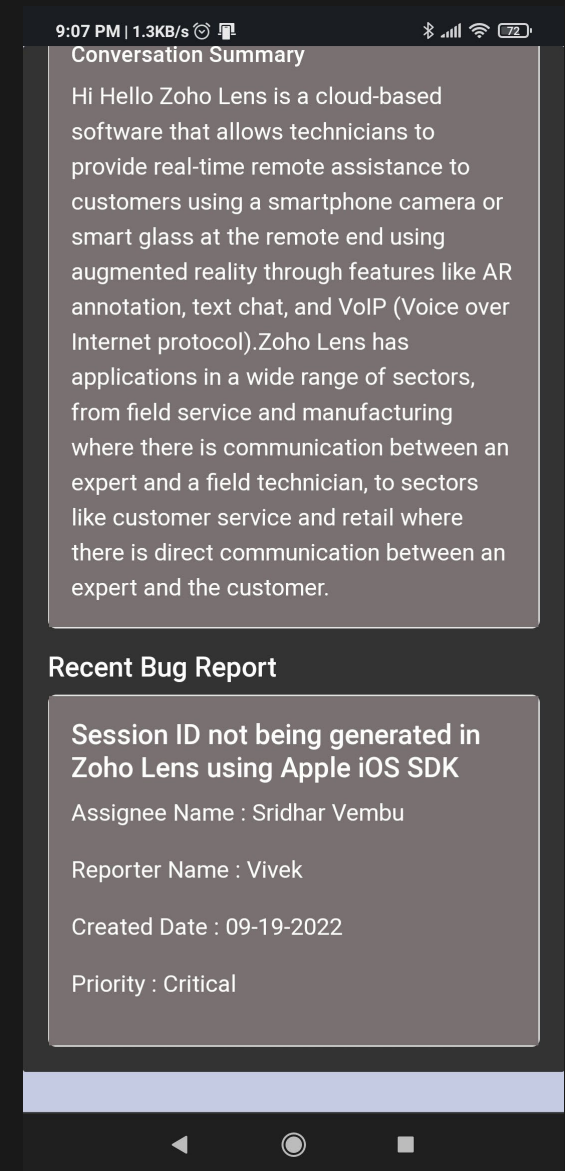 9:07 PM | 1.3KB/s
72
Conversation Summary
Hi Hello Zoho Lens is a cloud-based
software that allows technicians to
provide real-time remote assistance to
customers using a smartphone camera or
smart glass at the remote end using
augmented reality through features like AR
annotation, text chat, and VoIP (Voice over
Internet protocol).Zoho Lens has
applications in a wide range of sectors,
from field service and manufacturing
where there is communication between an
expert and a field technician, to sectors
like customer service and retail where
there is direct communication between an
expert and the customer.
Recent Bug Report
Session ID not being generated in
Zoho Lens using Apple iOS SDK
Assignee Name : Sridhar Vembu
Reporter Name : Vivek
Created Date : 09-19-2022
Priority : Critical